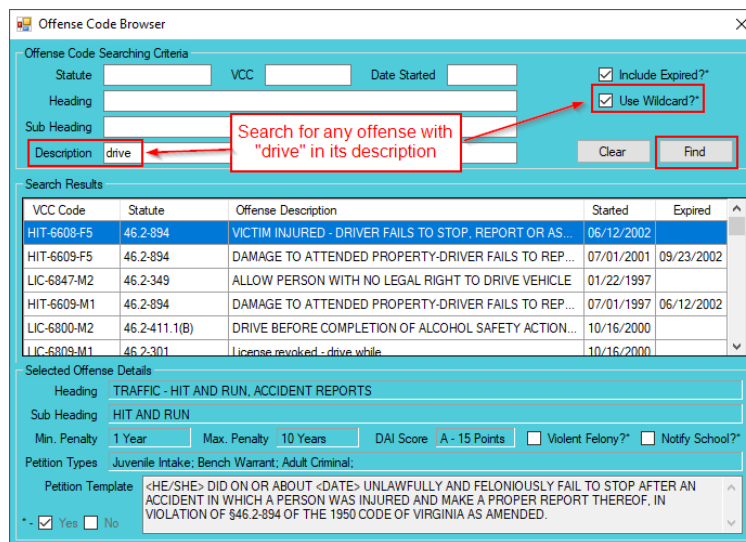 Offense Code Browser
Offense Code Searching Criteria
Statute VCC Date Started Include Expired?*
Heading Use Wildcard?*
Sub Heading
Search for any offense with
"drive" in its description
Description drive Clear Find
Search Results
VCC Code Statute Offense Description Started Expired
HIT-6608-F5 46.2-894 VICTIM INJURED - DRIVER FAILS TO STOP, REPORT OR AS... 06/12/2002
HIT-6609-F5 46.2-894 DAMAGE TO ATTENDED PROPERTY-DRIVER FAILS TO REP... 07/01/2001 09/23/2002
LIC-6847-M2 46.2-349 ALLOW PERSON WITH NO LEGAL RIGHT TO DRIVE VEHICLE 01/22/1997
HIT-6609-M1 46.2-894 DAMAGE TO ATTENDED PROPERTY-DRIVER FAILS TO REP... 07/01/1997 06/12/2002
LIC-6800-M2 46.2-411.1(B) DRIVE BEFORE COMPLETION OF ALCOHOL SAFETY ACTION... 10/16/2000
LIC-6809-M1 46.2-301 License revoked - drive while 10/16/2000
Selected Offense Details
Heading TRAFFIC - HIT AND RUN, ACCIDENT REPORTS
Sub Heading HIT AND RUN
Min. Penalty 1 Year Max. Penalty 10 Years DAI Score A - 15 Points Violent Felony?* Notify School?*
Petition Types Juvenile Intake; Bench Warrant; Adult Criminal;
Petition Template <HE/SHE> DID ON OR ABOUT <DATE> UNLAWFULLY AND FELONIOUSLY FAIL TO STOP AFTER AN
ACCIDENT IN WHICH A PERSON WAS INJURED AND MAKE A PROPER REPORT THEREOF, IN
VIOLATION OF §46.2-894 OF THE 1950 CODE OF VIRGINIA AS AMENDED.
* - Yes No